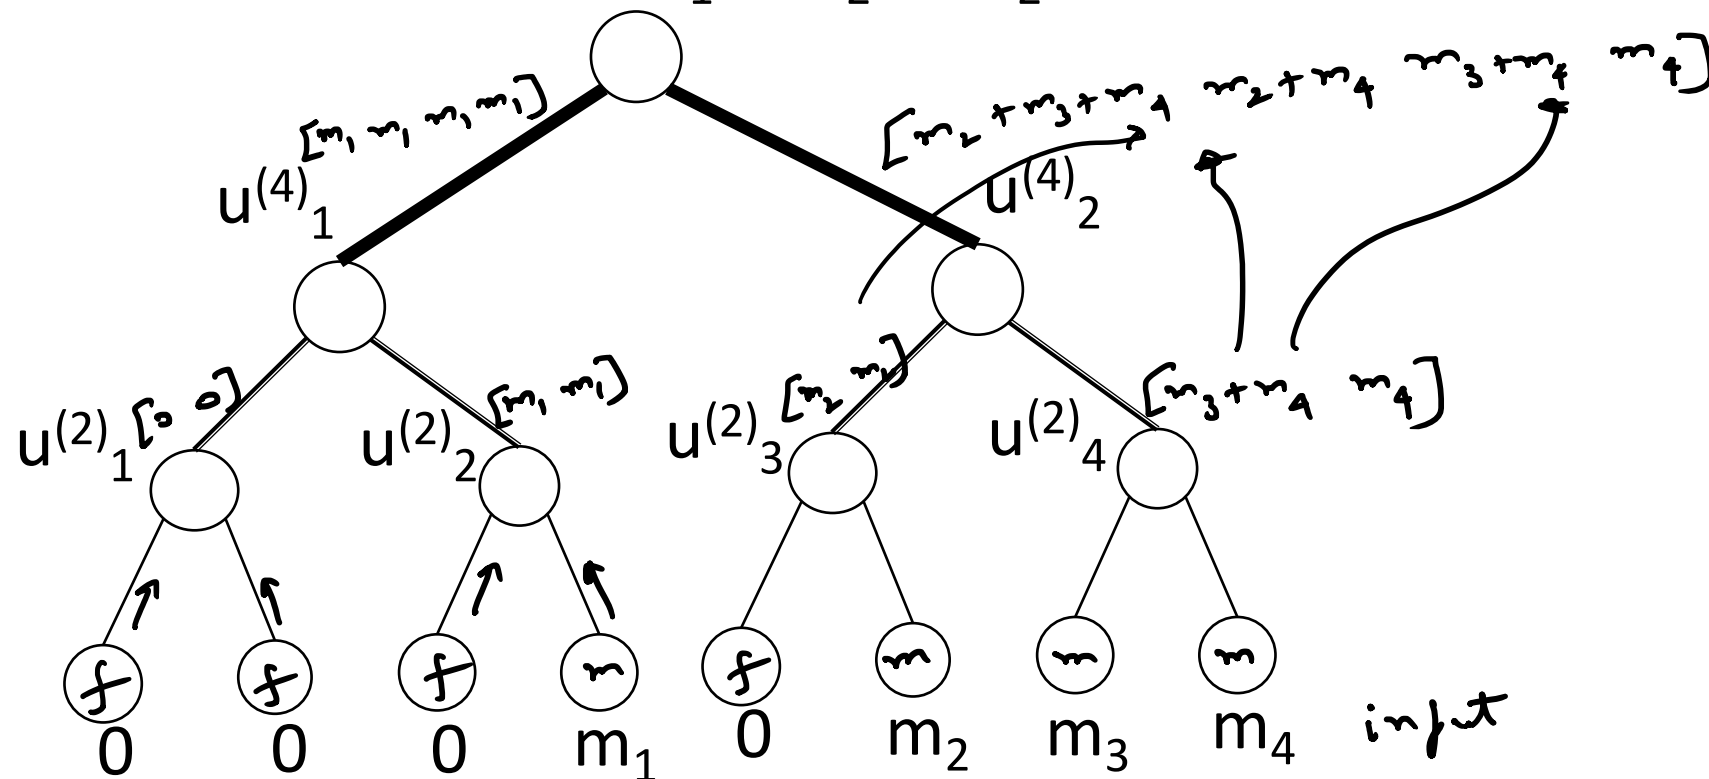 [m₁ m₁ m₁ m₁]
[m₂+m₃+m₄ m₂+m₄ m₃+m₄ m₄]
u⁽⁴⁾₁
u⁽⁴⁾₂
[0 0]
[m₁ m₁]
[m₂ m₂]
[m₃+m₄ m₄]
u⁽²⁾₁
u⁽²⁾₂
u⁽²⁾₃
u⁽²⁾₄
f f f m f m m m
0 0 0 m₁ 0 m₂ m₃ m₄ input